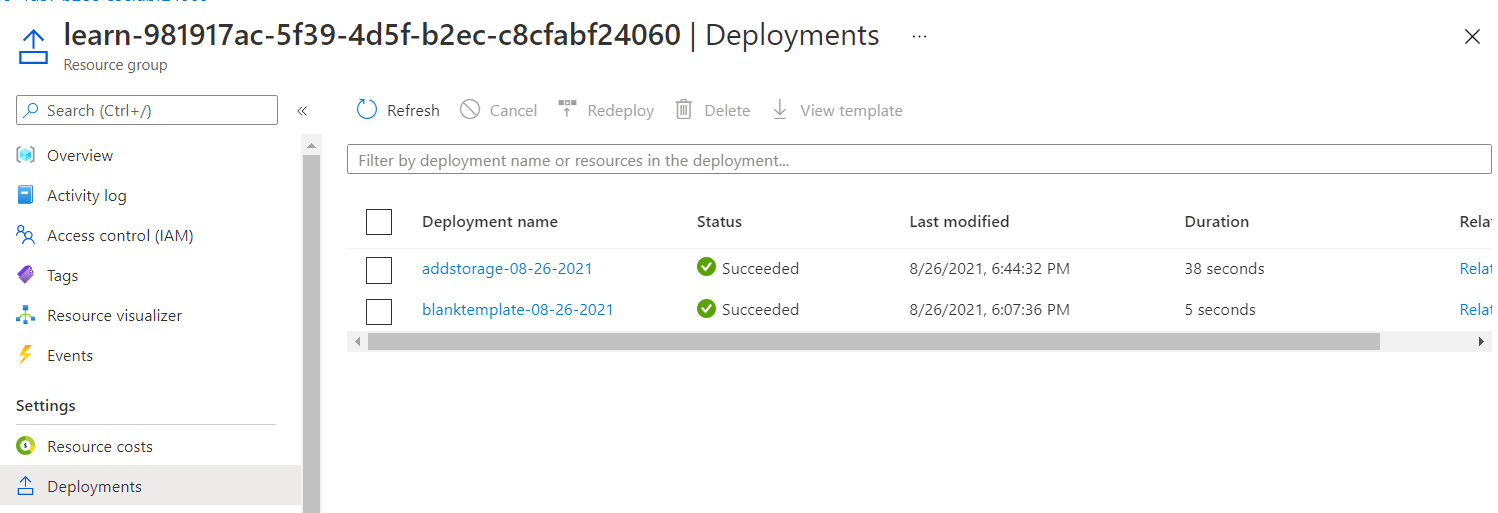 learn-981917ac-5f39-4d5f-b2ec-c8cfabf24060 | Deployments ...
Resource group
Search (Ctrl+/)
«
Refresh
Cancel
Redeploy
Delete
View template
Overview
Activity log
Access control (IAM)
Tags
Resource visualizer
Events
Settings
Resource costs
Deployments
Filter by deployment name or resources in the deployment...
Deployment name Status Last modified Duration Relat
addstorage-08-26-2021 Succeeded 8/26/2021, 6:44:32 PM 38 seconds Relat
blanktemplate-08-26-2021 Succeeded 8/26/2021, 6:07:36 PM 5 seconds Relat